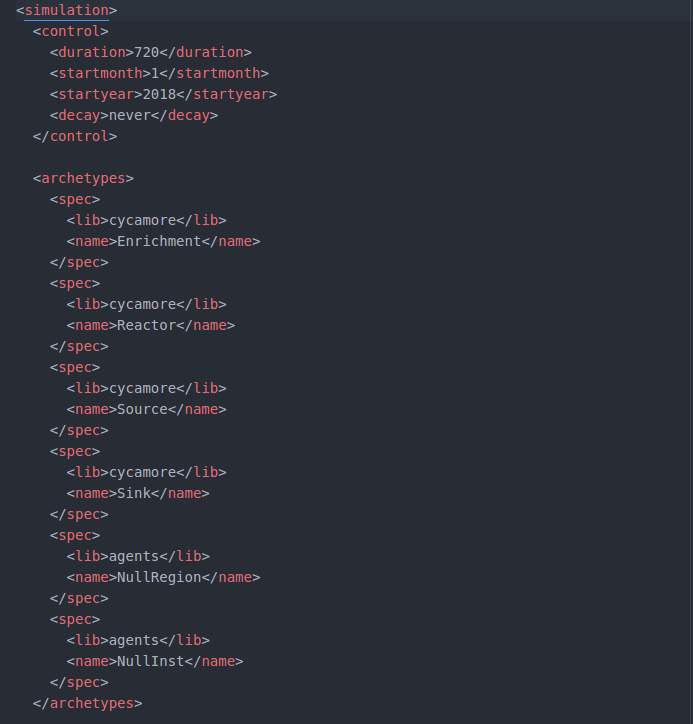 <simulation>
  <control>
    <duration>720</duration>
    <startmonth>1</startmonth>
    <startyear>2018</startyear>
    <decay>never</decay>
  </control>

  <archetypes>
    <spec>
      <lib>cycamore</lib>
      <name>Enrichment</name>
    </spec>
    <spec>
      <lib>cycamore</lib>
      <name>Reactor</name>
    </spec>
    <spec>
      <lib>cycamore</lib>
      <name>Source</name>
    </spec>
    <spec>
      <lib>cycamore</lib>
      <name>Sink</name>
    </spec>
    <spec>
      <lib>agents</lib>
      <name>NullRegion</name>
    </spec>
    <spec>
      <lib>agents</lib>
      <name>NullInst</name>
    </spec>
  </archetypes>